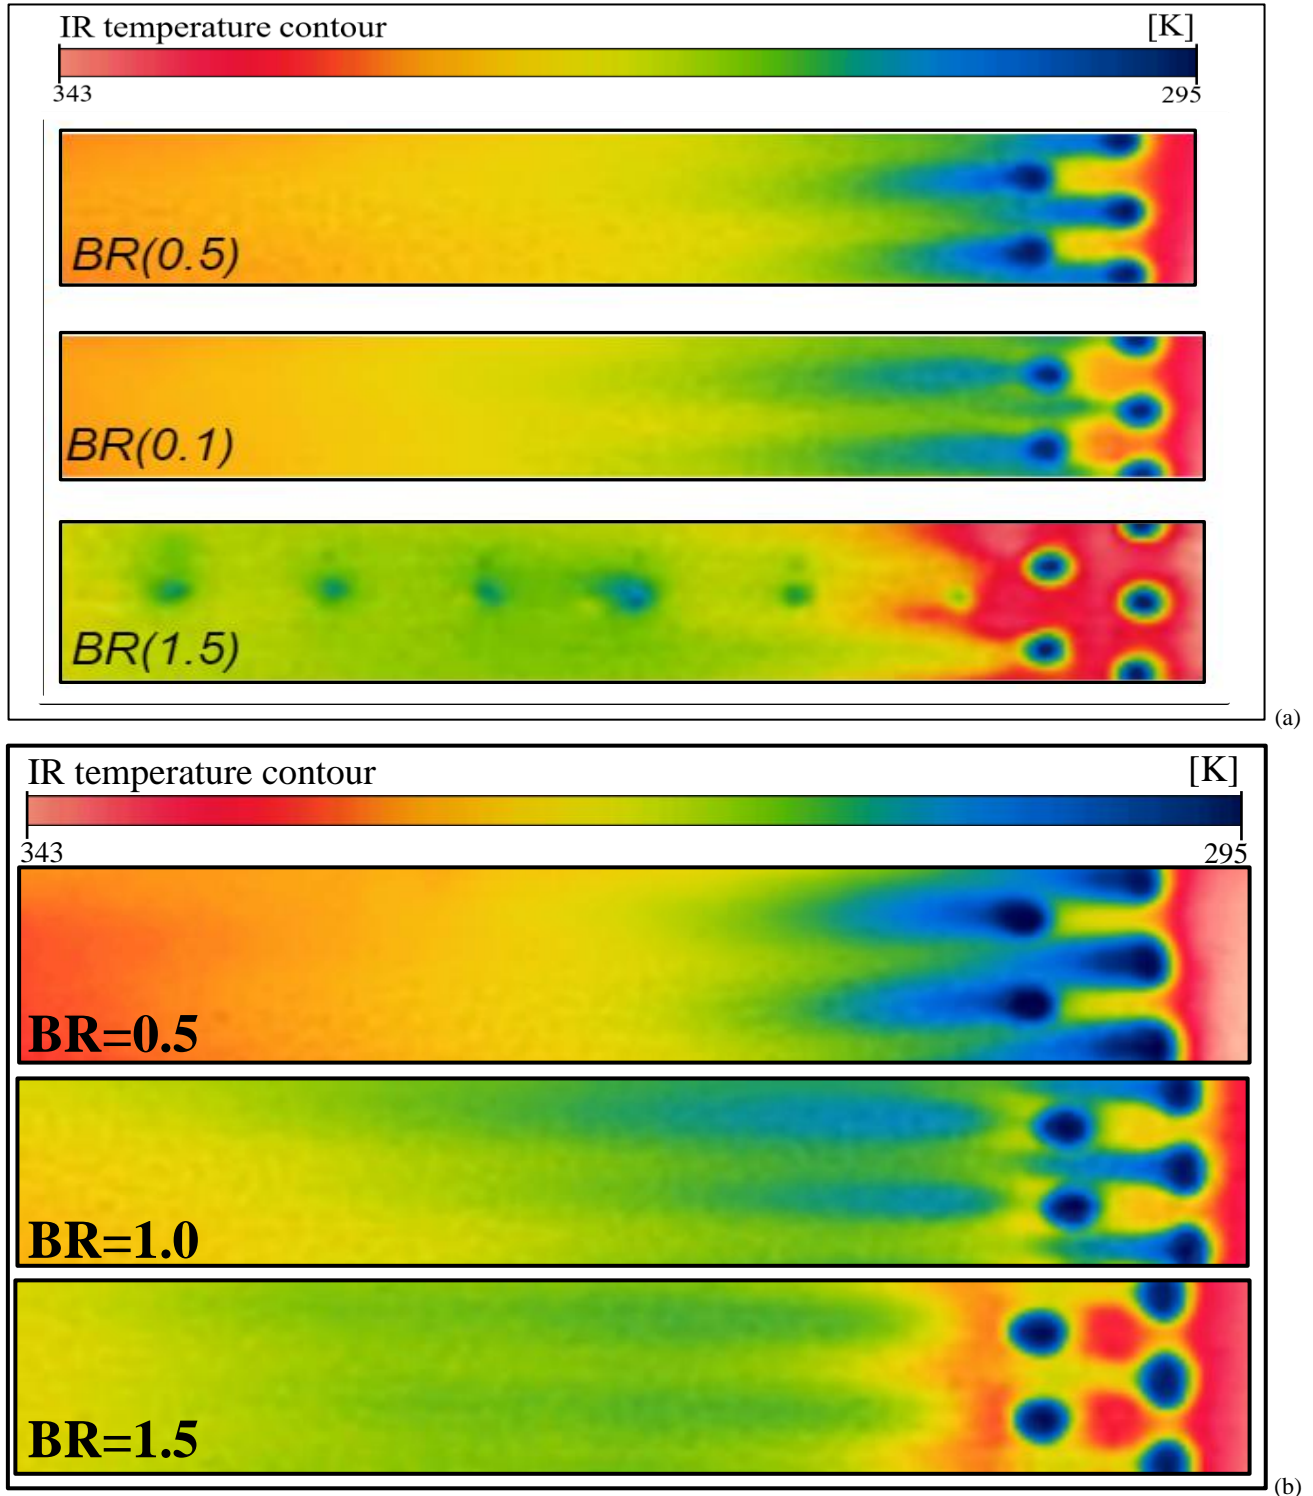 IR temperature contour [K]
343 295
BR(0.5)
BR(0.1)
BR(1.5)
(a)
IR temperature contour [K]
343 295
BR=0.5
BR=1.0
BR=1.5
(b)